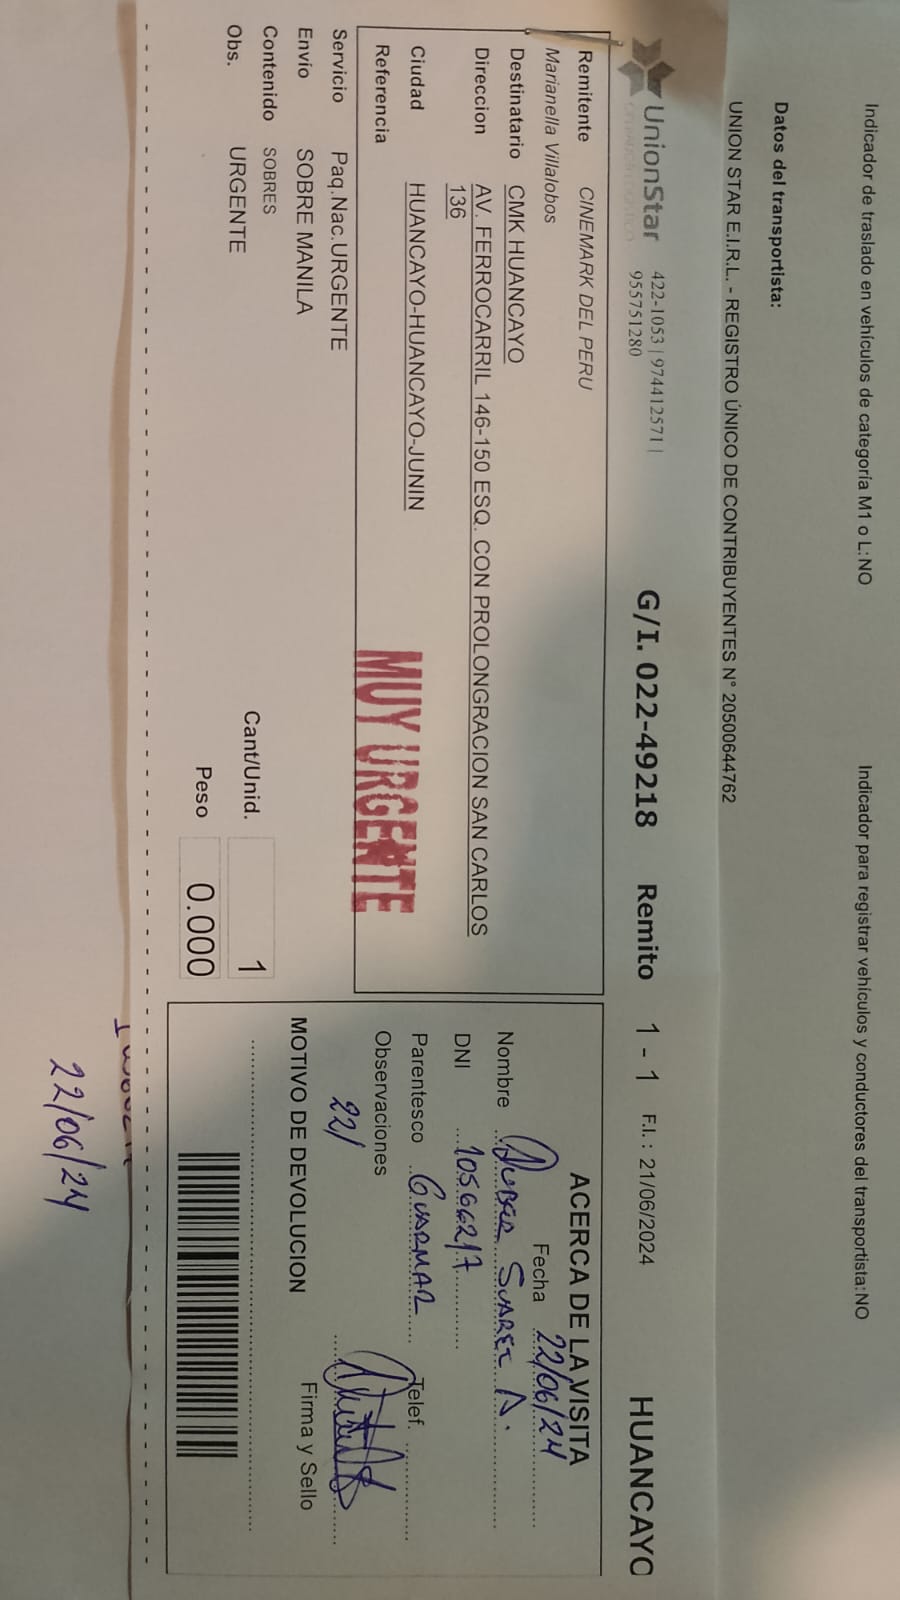 Indicador de traslado en vehículos de categoría M1 o L:NO
Indicador para registrar vehículos y conductores del transportista:NO
Datos del transportista:
UNION STAR E.I.R.L. - REGISTRO ÚNICO DE CONTRIBUYENTES N° 20500644762
UnionStar
422-1053 | 974412571 |
955751280
G/I. 022-49218 Remito 1 - 1 F.I.: 21/06/2024 HUANCAYO
Remitente CINEMARK DEL PERU
Marianella Villalobos
Destinatario CMK HUANCAYO
Direccion AV. FERROCARRIL 146-150 ESQ. CON PROLONGRACION SAN CARLOS
136
Ciudad HUANCAYO-HUANCAYO-JUNIN
Referencia
MUY URGENTE
Servicio Paq.Nac.URGENTE
Envío SOBRE MANILA
Contenido SOBRES
Obs. URGENTE
Cant/Unid. 1
Peso 0.000
ACERCA DE LA VISITA
Fecha 22/06/24
Nombre SUAREZ A.
DNI 10566217
Parentesco GUARMAR Telef.
Observaciones
22/
Firma y Sello
MOTIVO DE DEVOLUCION
22/06/24